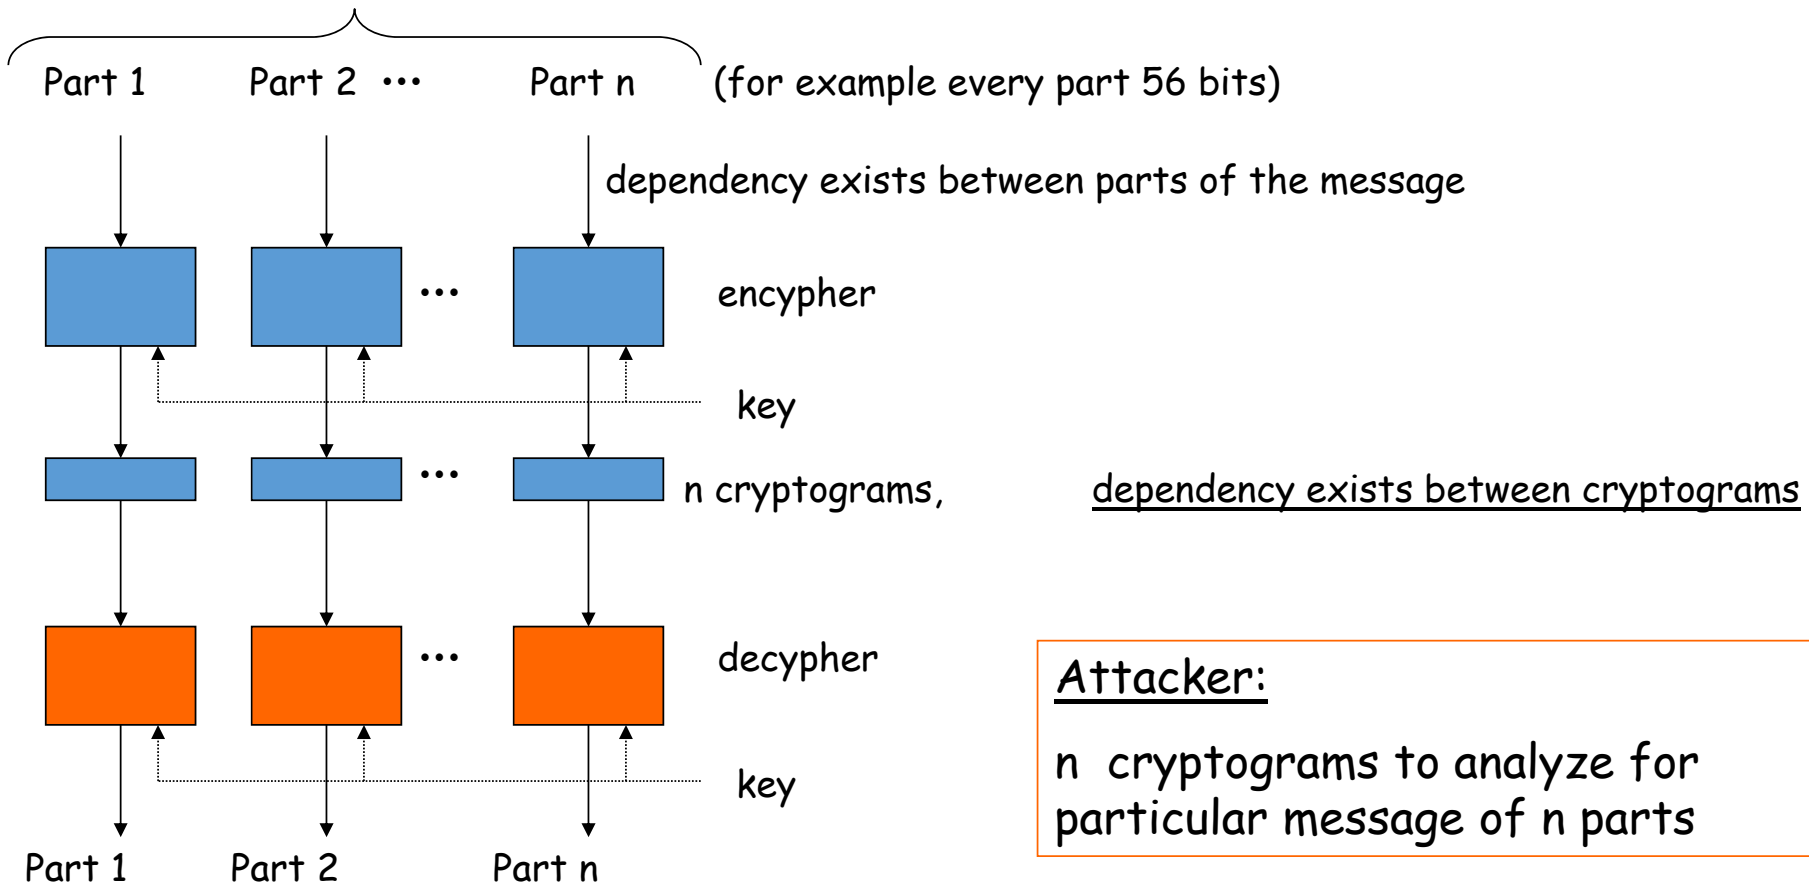 Part 1 Part 2 ... Part n (for example every part 56 bits)
dependency exists between parts of the message
... encypher
key
... n cryptograms, dependency exists between cryptograms
... decypher
Attacker:
n cryptograms to analyze for
key
particular message of n parts
Part 1 Part 2 Part n